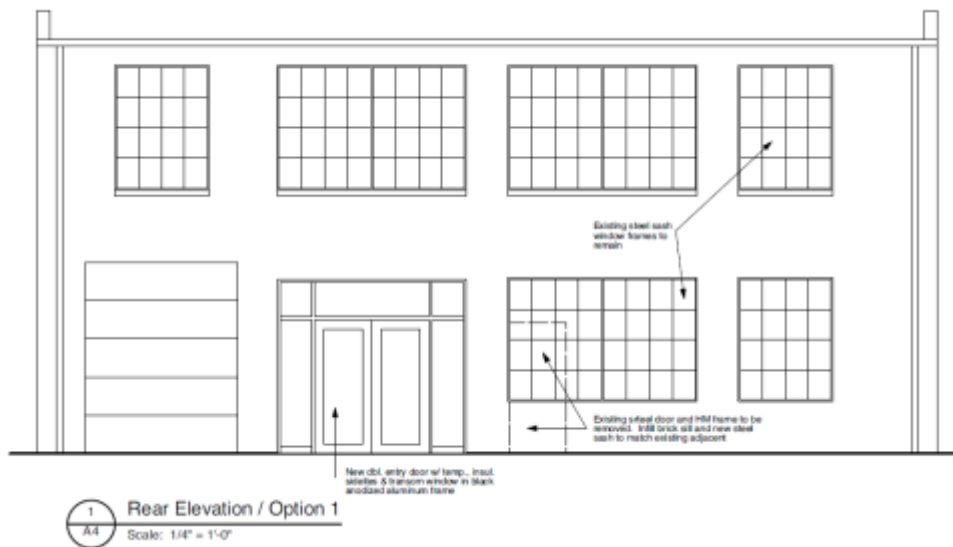 Existing steel sash
window frames to
remain
Existing srteel door and HM frame to be
removed. Infill brick sill and new steel
sash to match existing adjacent
New dbl. entry door w/ temp., insul.
sidelites & transom window in black
anodized aluminum frame
1
A4
Rear Elevation / Option 1
Scale: 1/4" = 1'-0"